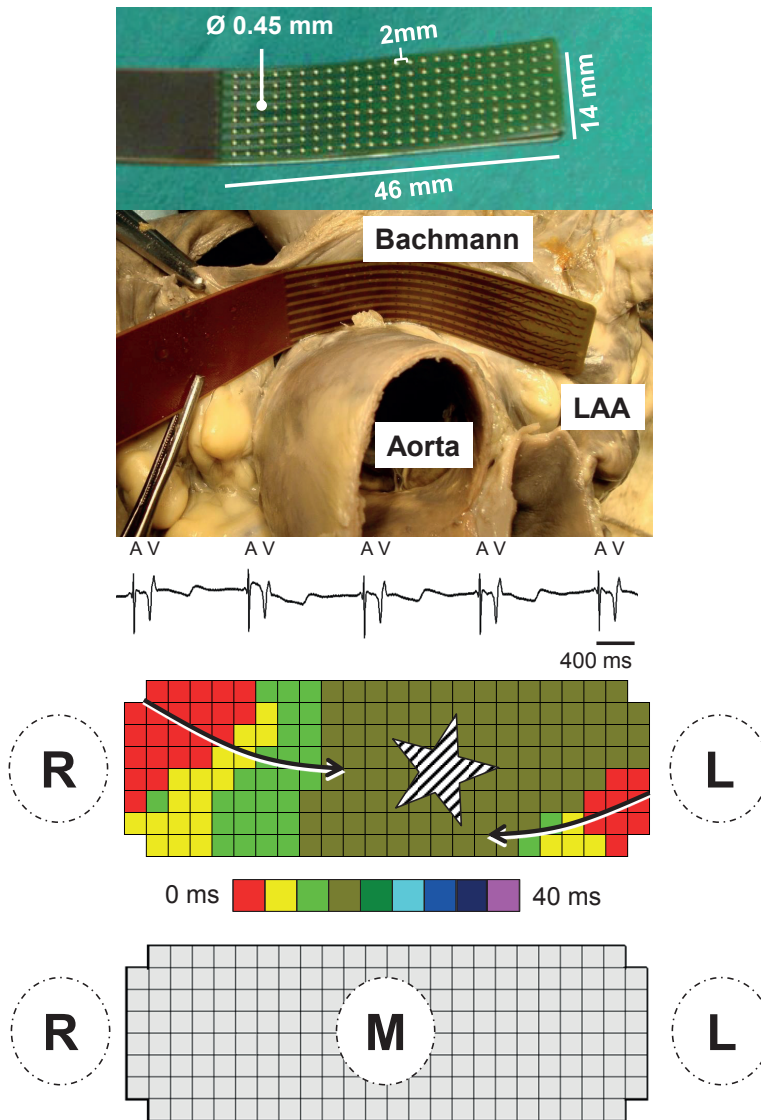 Ø 0.45 mm
2mm
14 mm
46 mm
Bachmann
LAA
Aorta
A V A V A V A V A V
400 ms
R L
0 ms 40 ms
R M L